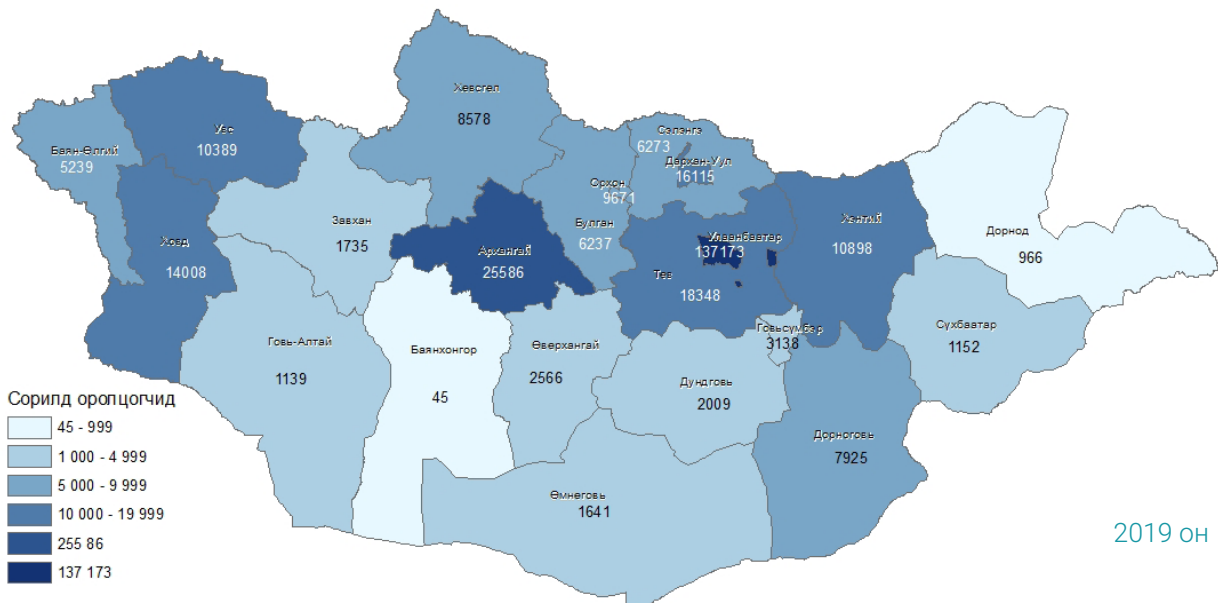 Хөвсгөл
8578
Увс
10389
Баян-Өлгий
5239
Сэлэнгэ
6273
Дархан-Уул
16115
Орхон
9671
Завхан
1735
Булган
6237
Архангай
25586
Ховд
14008
Улаанбаатар
137173
Төв
18348
Хэнтий
10898
Дорнод
966
Говь-Алтай
1139
Баянхонгор
45
Өверхангай
2566
Говьсүмбэр
3138
Сүхбаатар
1152
Дундговь
2009
Дорноговь
7925
Өмнөговь
1641
Сорилд оролцогчид
45 - 999
1 000 - 4 999
5 000 - 9 999
10 000 - 19 999
255 86
137 173
2019 он